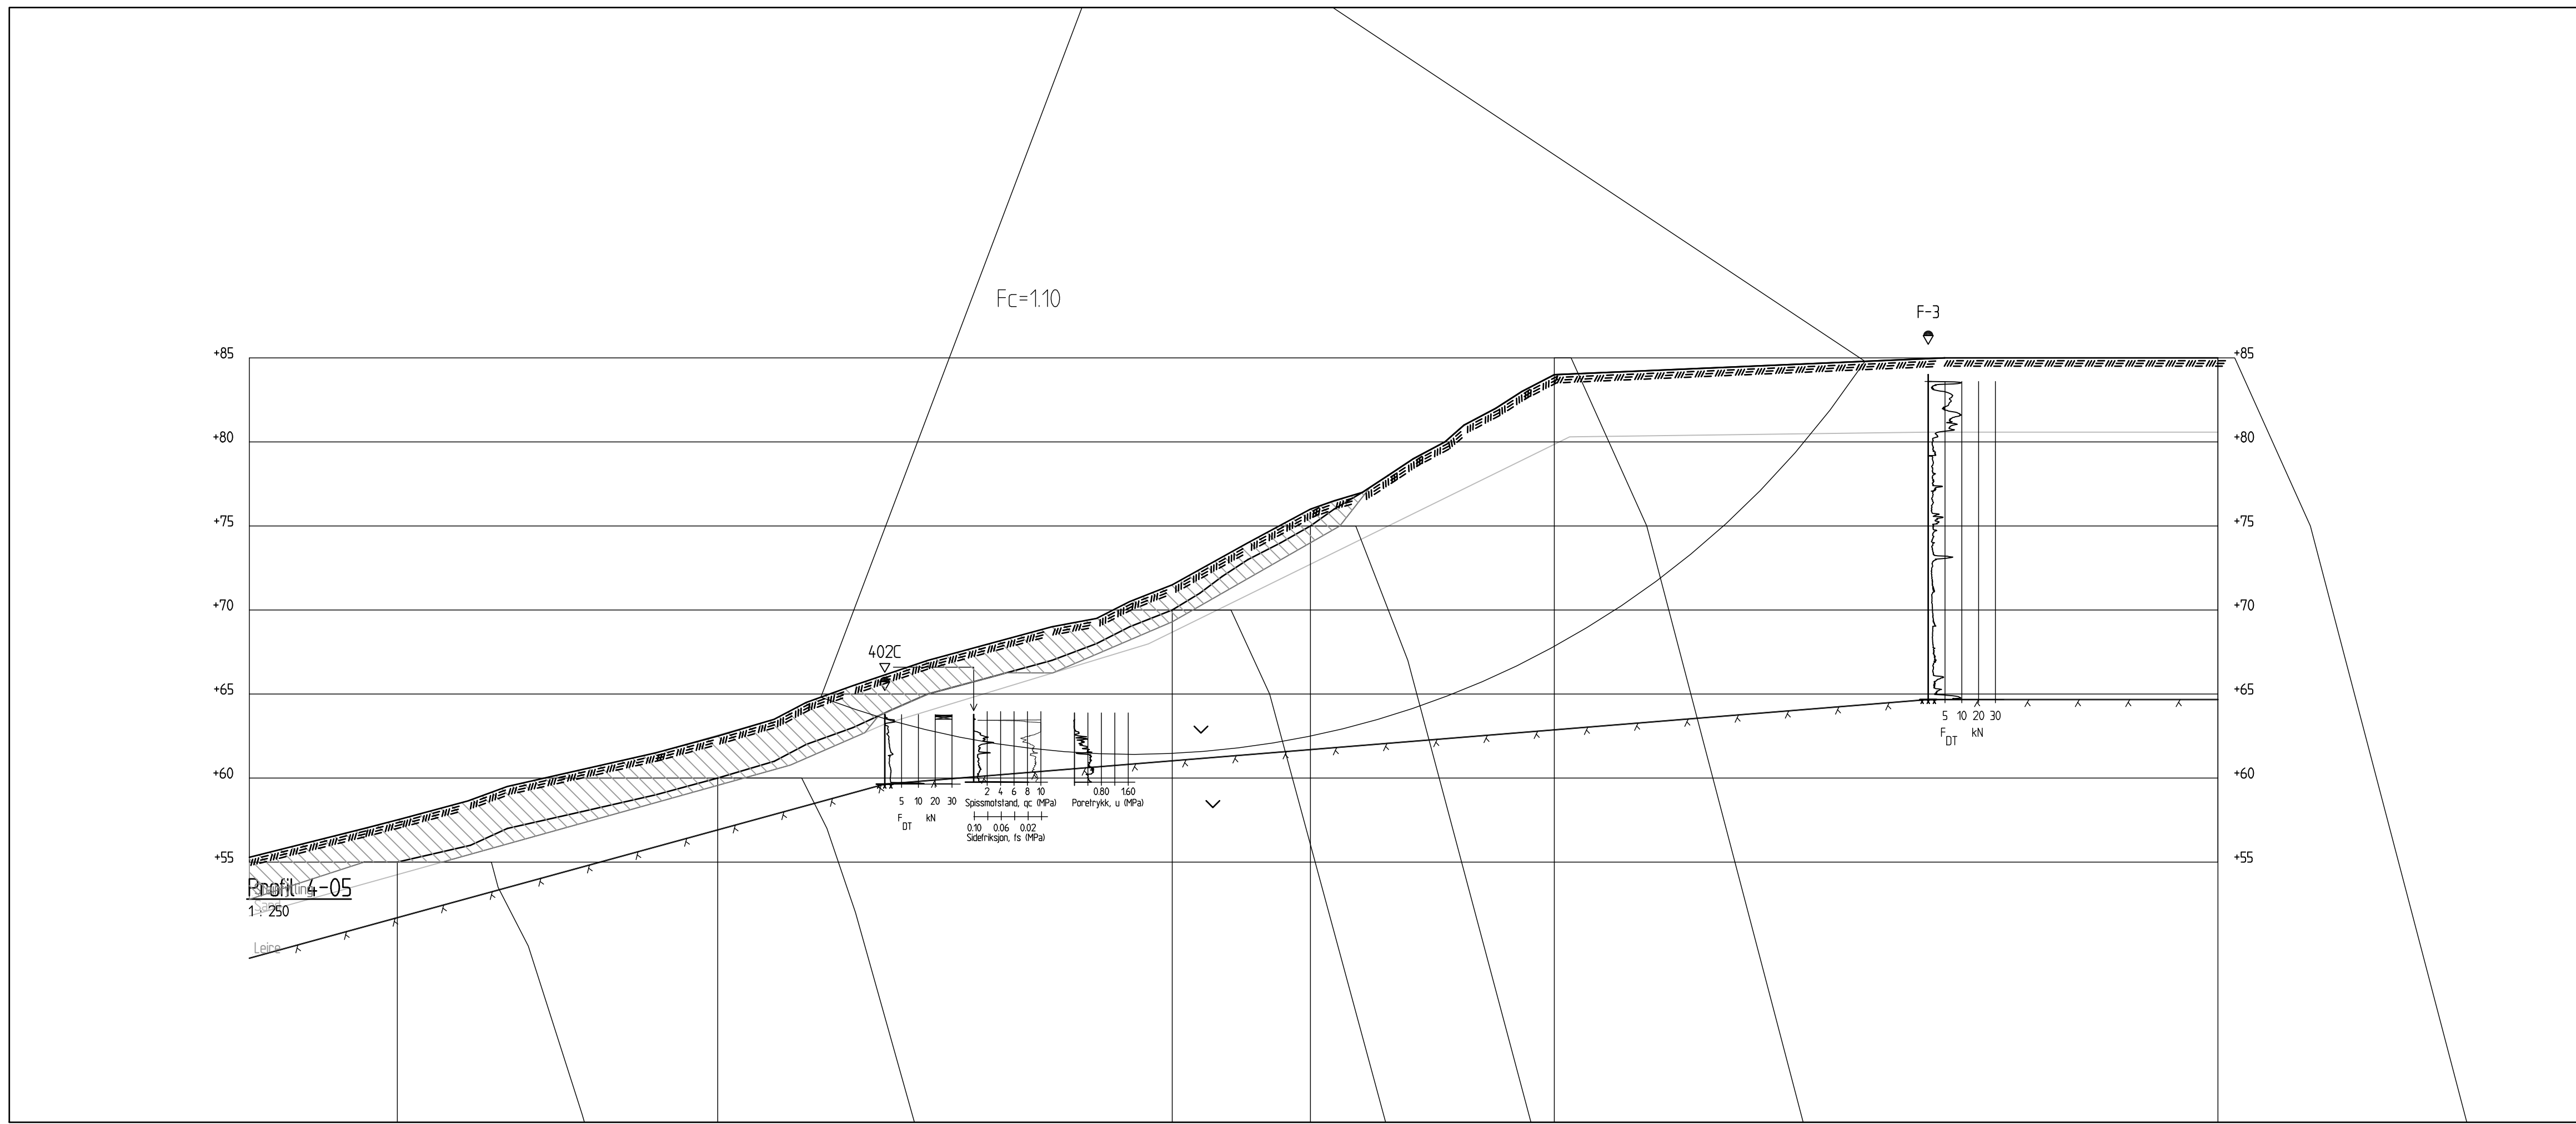 Fc=1.10
F-3
+85
+85
+80
+80
+75
+75
+70
+70
402C
+65
+65
5 10 20 30
F DT kN
+60
+60
5 10 20 30
F DT kN
2 4 6 8 10
Spissmotstand, qc (MPa)
0.10 0.06 0.02
Sidefriksjon, fs (MPa)
0.80 1.60
Poretrykk, u (MPa)
+55
+55
Profil 4-05
Sand
1 : 250
Leire